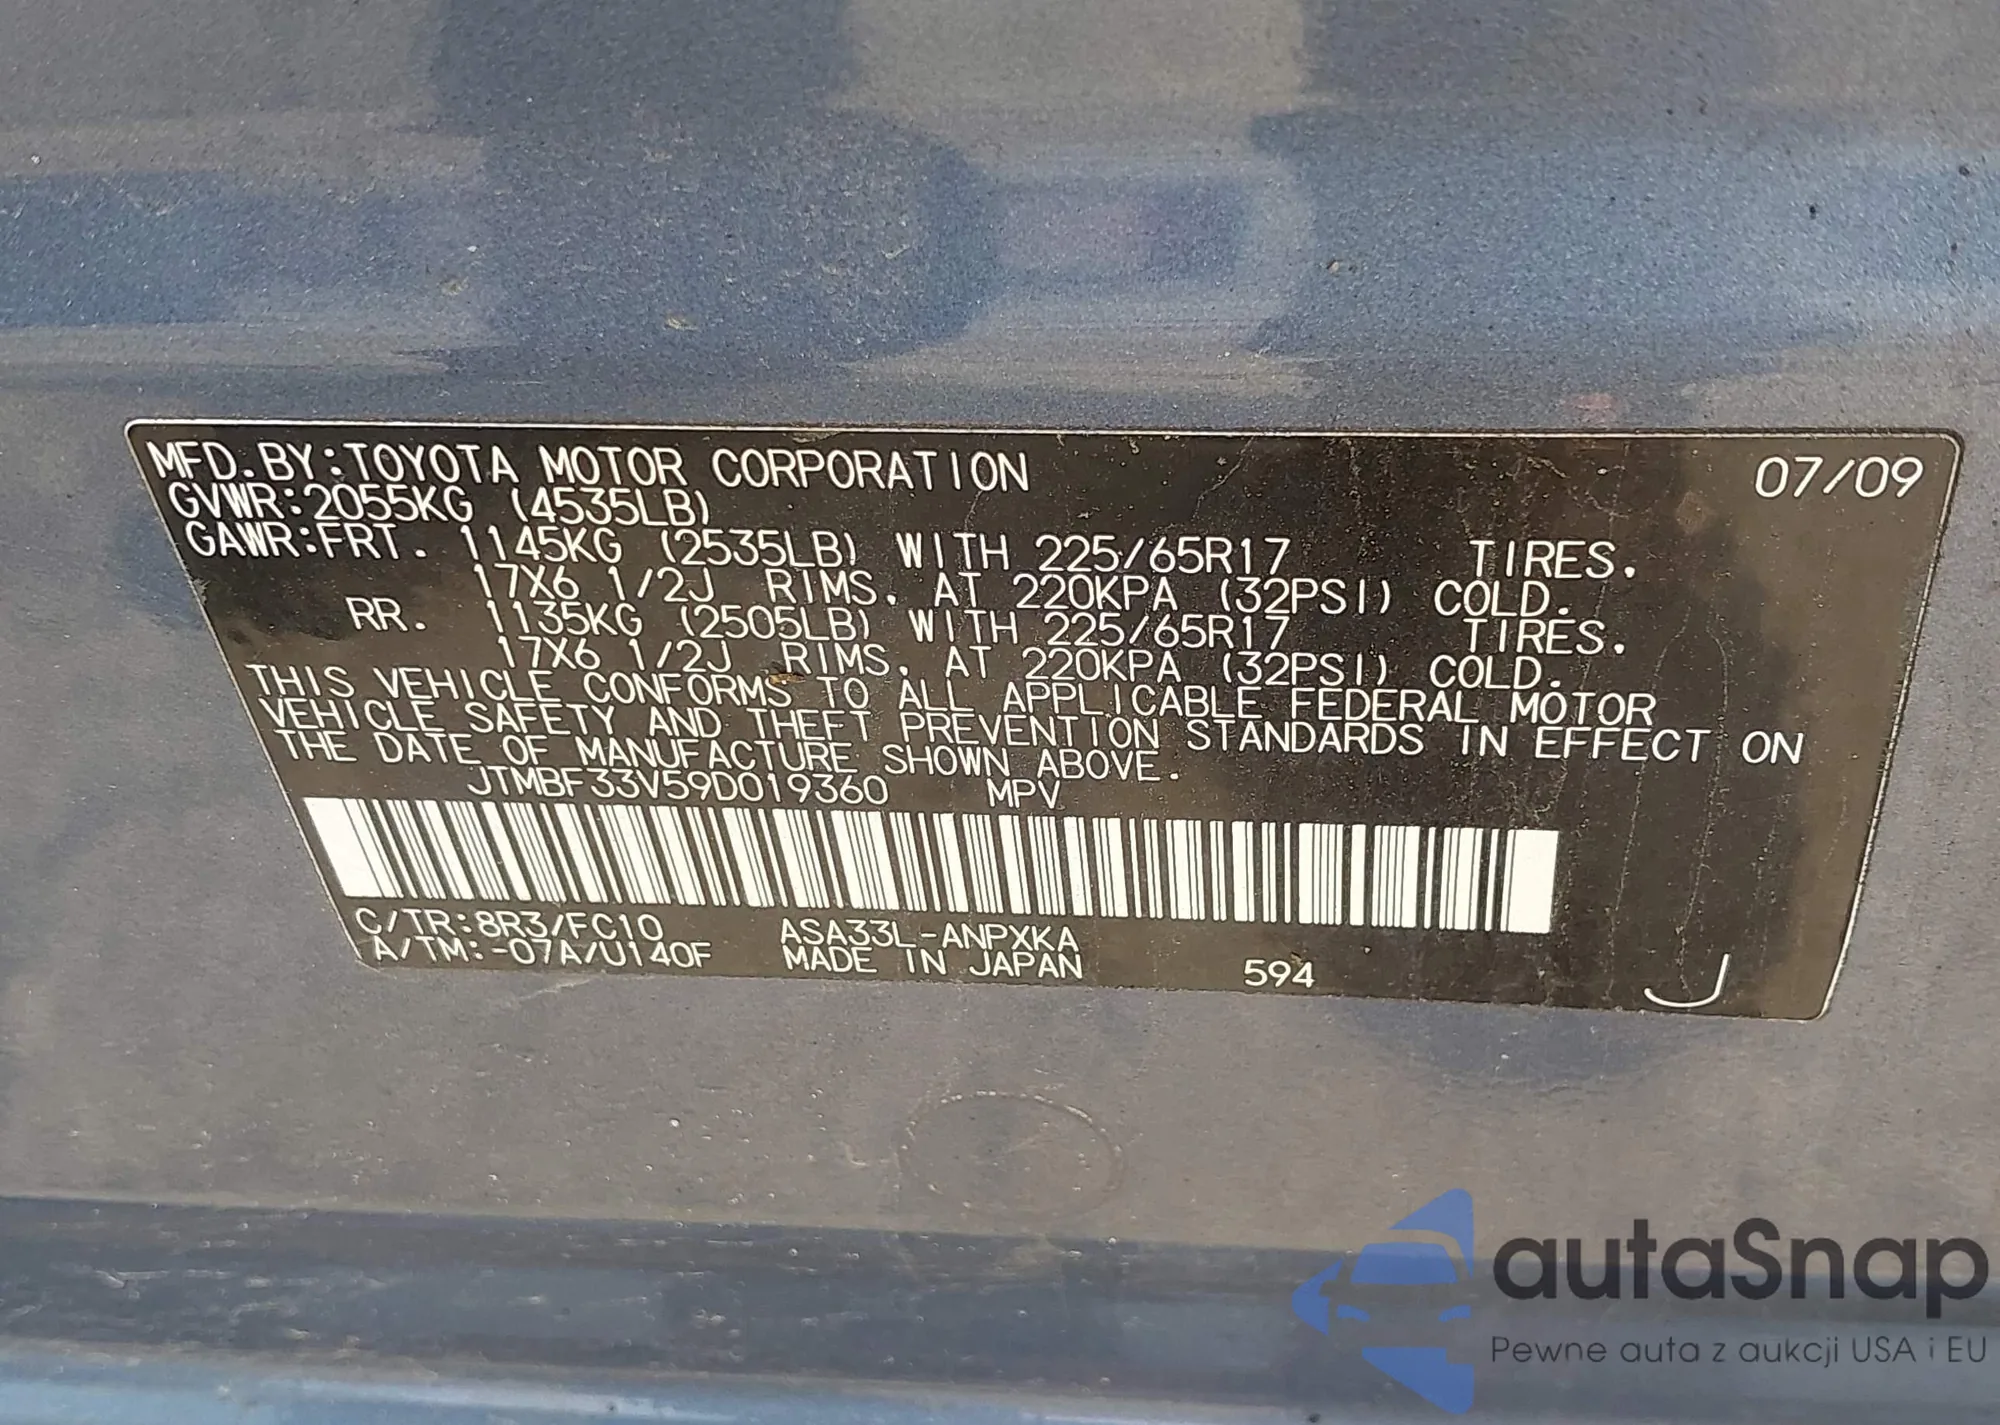 MFD.BY:TOYOTA MOTOR CORPORATION 07/09
GVWR:2055KG (4535LB)
GAWR:FRT. 1145KG (2535LB) WITH 225/65R17 TIRES.
17X6 1/2J RIMS, AT 220KPA (32PSI) COLD.
RR. 1135KG (2505LB) WITH 225/65R17 TIRES.
17X6 1/2J RIMS, AT 220KPA (32PSI) COLD.
THIS VEHICLE CONFORMS TO ALL APPLICABLE FEDERAL MOTOR
VEHICLE SAFETY AND THEFT PREVENTION STANDARDS IN EFFECT ON
THE DATE OF MANUFACTURE SHOWN ABOVE.
JTMBF33V59D019360 MPV
C/TR:8R3/FC10 ASA33L-ANPXKA
A/TM:-07A/U140F MADE IN JAPAN 594 J
autaSnap
Pewne auta z aukcji USA i EU